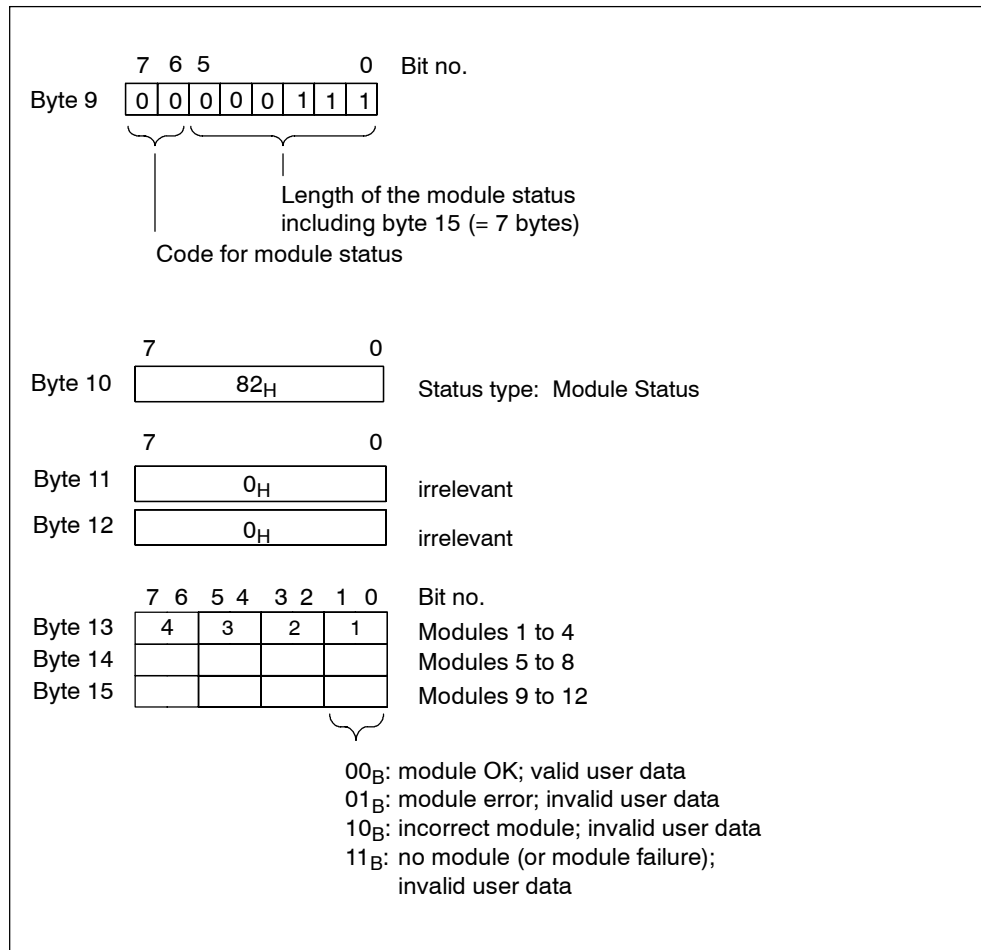 7 6 5 0 Bit no.
Byte 9 0 0 0 0 0 1 1 1
Length of the module status
including byte 15 (= 7 bytes)
Code for module status
7 0
Byte 10 82H Status type: Module Status
7 0
Byte 11 0H irrelevant
Byte 12 0H irrelevant
7 6 5 4 3 2 1 0 Bit no.
Byte 13 4 3 2 1 Modules 1 to 4
Byte 14 Modules 5 to 8
Byte 15 Modules 9 to 12
00B: module OK; valid user data
01B: module error; invalid user data
10B: incorrect module; invalid user data
11B: no module (or module failure);
invalid user data